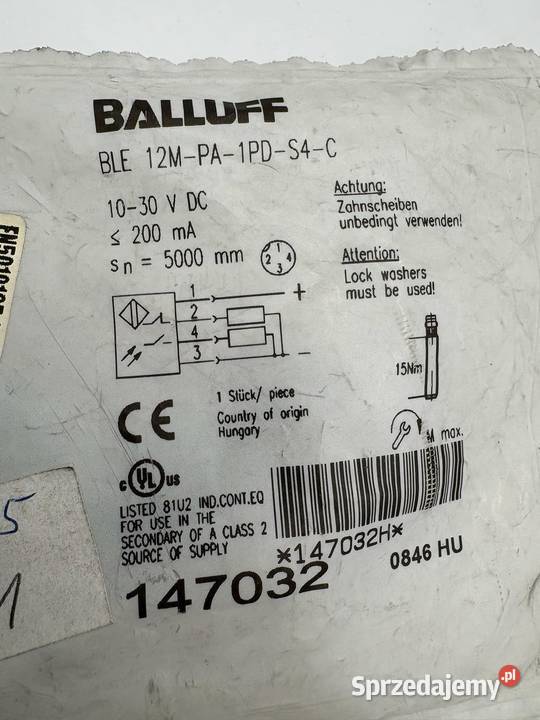 BALLUFF
BLE 12M-PA-1PD-S4-C
10-30 V DC
≤ 200 mA
sn = 5000 mm
1
2
4
3
Achtung:
Zahnscheiben
unbedingt verwenden!
Attention:
Lock washers
must be used!
1
+
2
4
3
−
15Nm
M max.
1 Stück/ piece
Country of origin
Hungary
CE
c UL us
LISTED 81U2 IND.CONT.EQ
FOR USE IN THE
SECONDARY OF A CLASS 2
SOURCE OF SUPPLY
*147032H*
147032
0846 HU
5
1
Sprzedajemy.pl